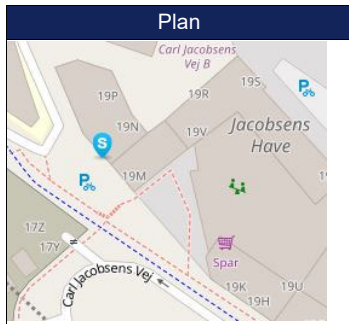 Plan
Carl Jacobsens
Vej B
19S
19P
19R
19N
19V
Jacobsens
Have
S
19M
17Z
17Y
Spar
Carl Jacobsens Vej
19K
19U
19H